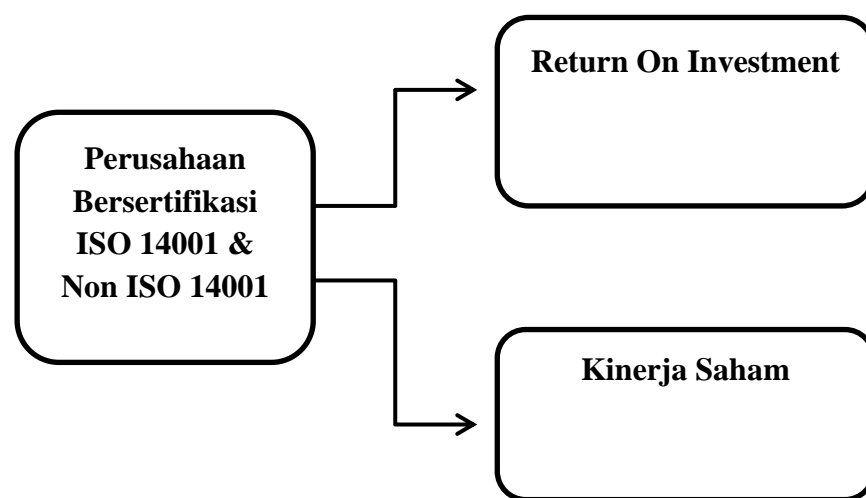 Return On Investment
Perusahaan
Bersertifikasi
ISO 14001 &
Non ISO 14001
Kinerja Saham